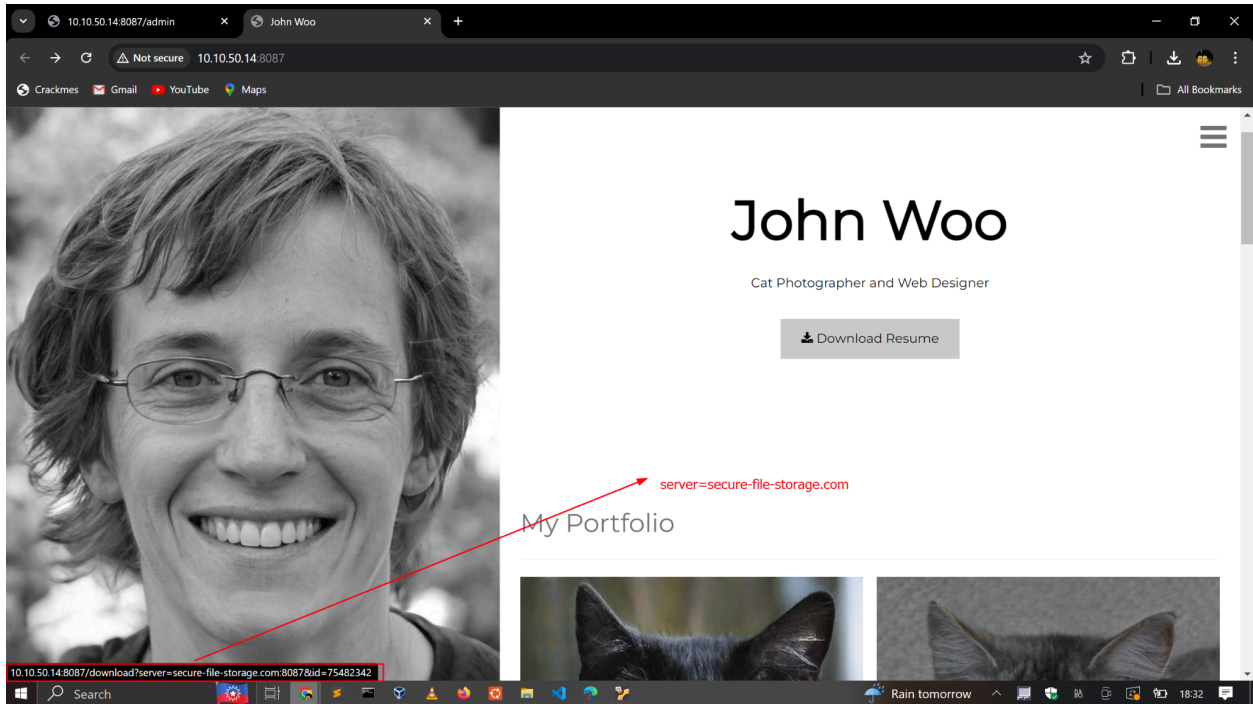 10.10.50.14:8087/admin
John Woo
Not secure
10.10.50.14:8087
Crackmes
Gmail
YouTube
Maps
All Bookmarks
John Woo
Cat Photographer and Web Designer
Download Resume
server=secure-file-storage.com
My Portfolio
10.10.50.14:8087/download?server=secure-file-storage.com:8087&id=75482342
Search
Rain tomorrow
18:32